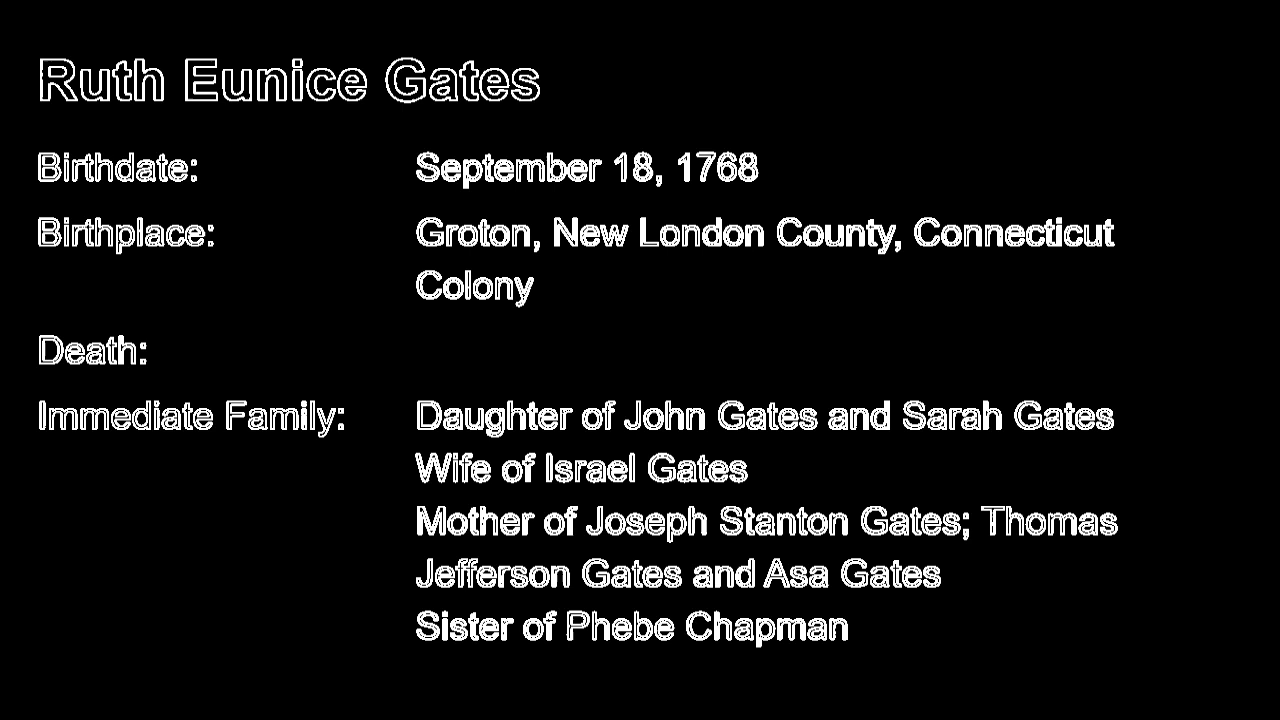 Ruth Eunice Gates
Birthdate: September 18, 1768
Birthplace: Groton, New London County, Connecticut
Colony
Death:
Immediate Family: Daughter of John Gates and Sarah Gates
Wife of Israel Gates
Mother of Joseph Stanton Gates; Thomas
Jefferson Gates and Asa Gates
Sister of Phebe Chapman